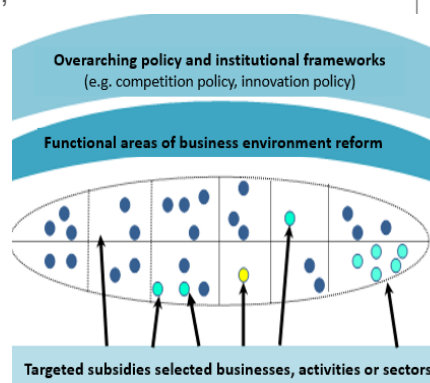 Overarching policy and institutional frameworks
(e.g. competition policy, innovation policy)
Functional areas of business environment reform
Targeted subsidies selected businesses, activities or sectors